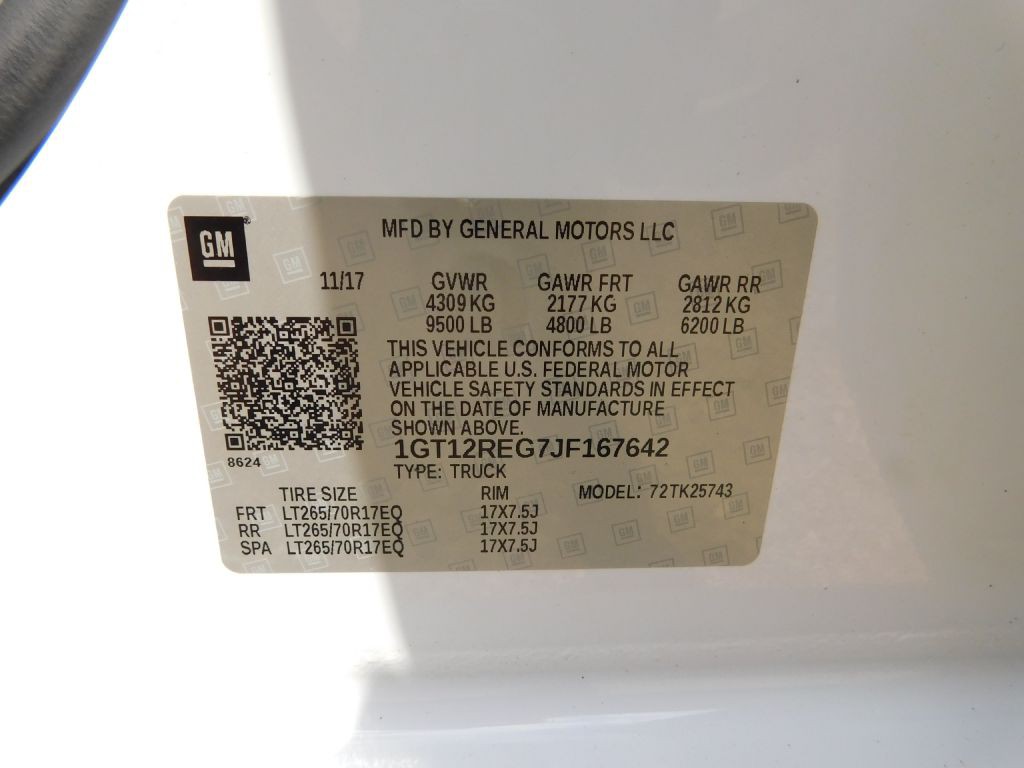 GM®
MFD BY GENERAL MOTORS LLC
11/17 GVWR GAWR FRT GAWR RR
4309 KG 2177 KG 2812 KG
9500 LB 4800 LB 6200 LB
THIS VEHICLE CONFORMS TO ALL
APPLICABLE U.S. FEDERAL MOTOR
VEHICLE SAFETY STANDARDS IN EFFECT
ON THE DATE OF MANUFACTURE
SHOWN ABOVE.
8624
1GT12REG7JF167642
TYPE: TRUCK
TIRE SIZE RIM MODEL: 72TK25743
FRT LT265/70R17EQ 17X7.5J
RR LT265/70R17EQ 17X7.5J
SPA LT265/70R17EQ 17X7.5J